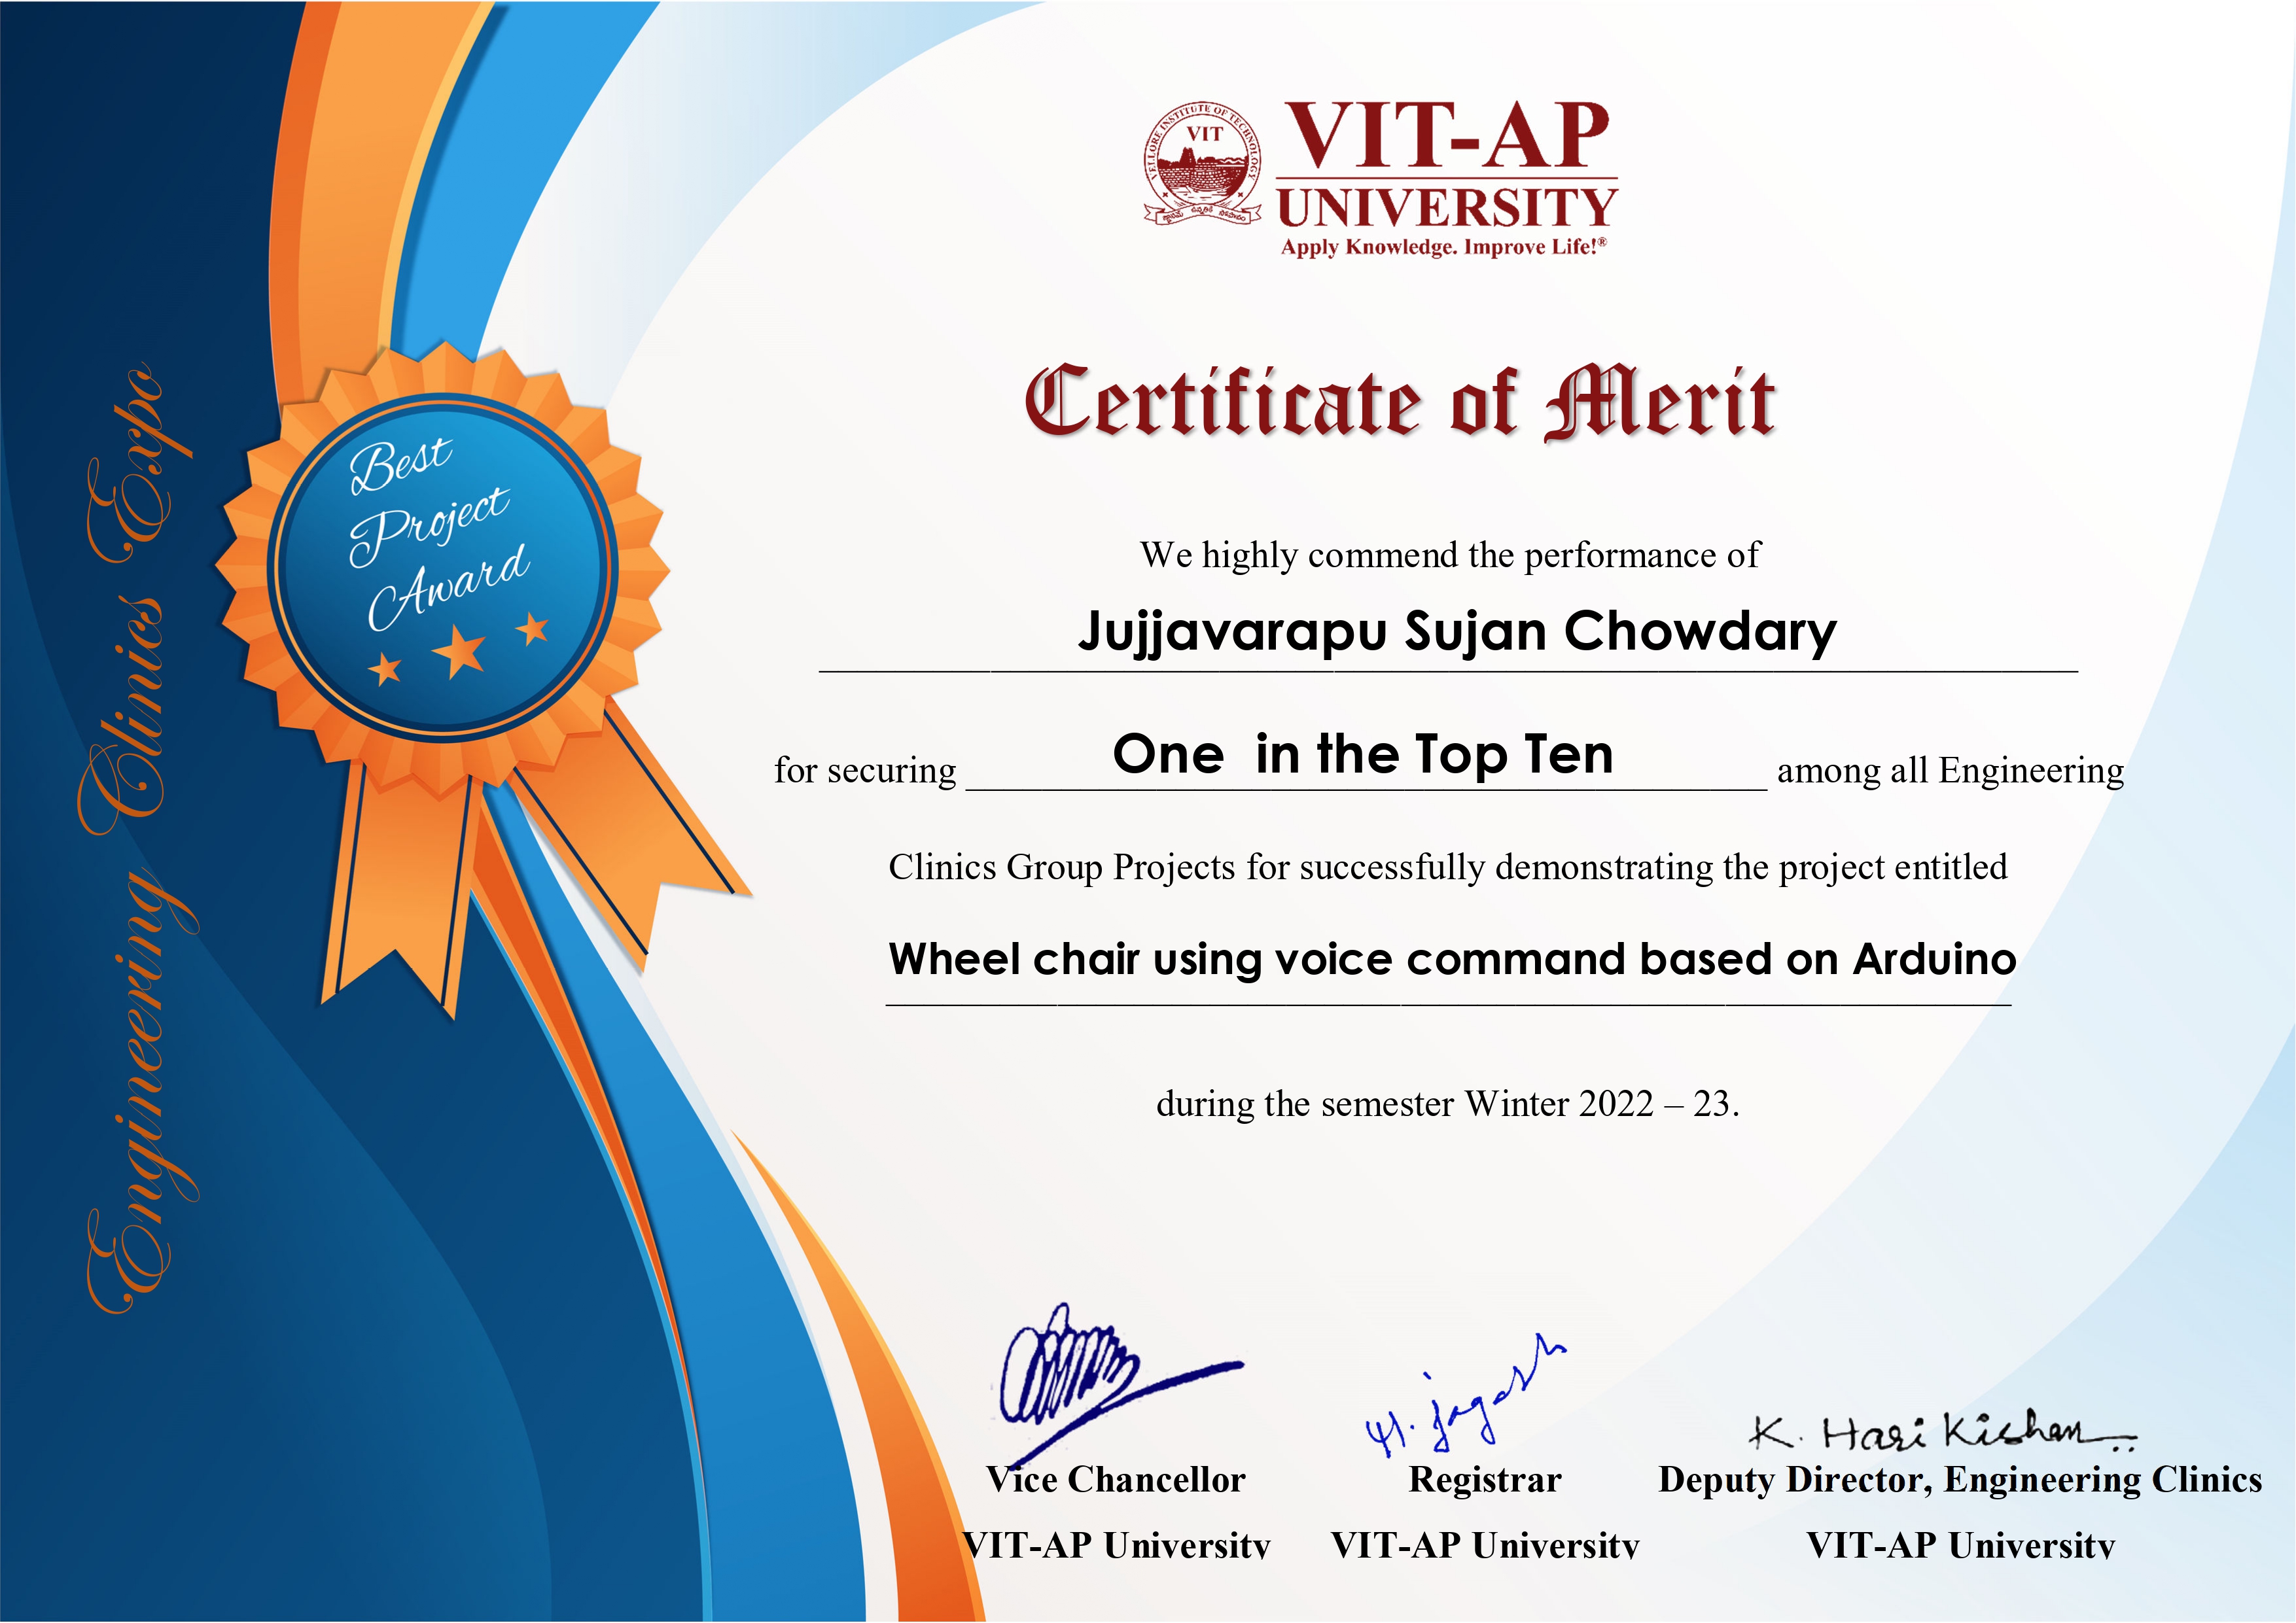 VELLORE INSTITUTE OF TECHNOLOGY
VIT
VIT-AP
UNIVERSITY
Apply Knowledge. Improve Life!®
Certificate of Merit
Engineering Clinics Expo
Best
Project
Award
We highly commend the performance of
Jujjavarapu Sujan Chowdary
for securing One in the Top Ten among all Engineering
Clinics Group Projects for successfully demonstrating the project entitled
Wheel chair using voice command based on Arduino
during the semester Winter 2022 – 23.
K. Hari Kishan
Vice Chancellor
VIT-AP University
Registrar
VIT-AP University
Deputy Director, Engineering Clinics
VIT-AP University